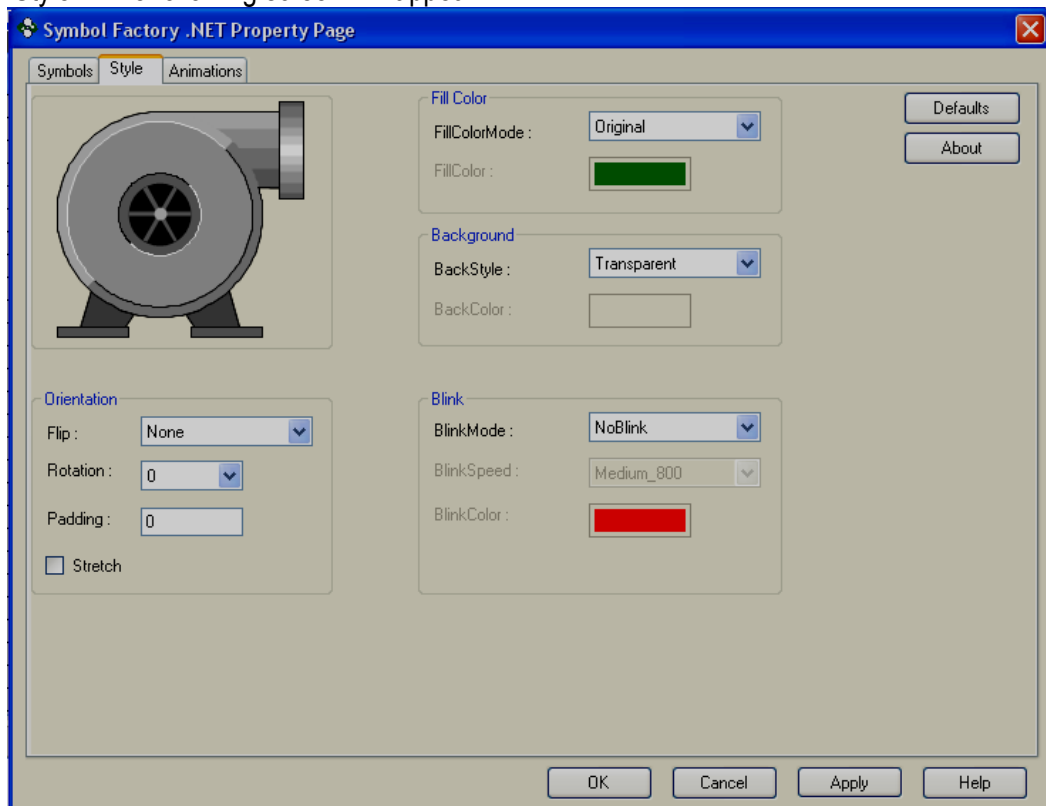 Symbol Factory .NET Property Page
Symbols Style Animations
Fill Color
FillColorMode : Original
FillColor :
Defaults
About
Background
BackStyle : Transparent
BackColor :
Orientation
Flip : None
Rotation : 0
Padding : 0
Stretch
Blink
BlinkMode : NoBlink
BlinkSpeed : Medium_800
BlinkColor :
OK Cancel Apply Help